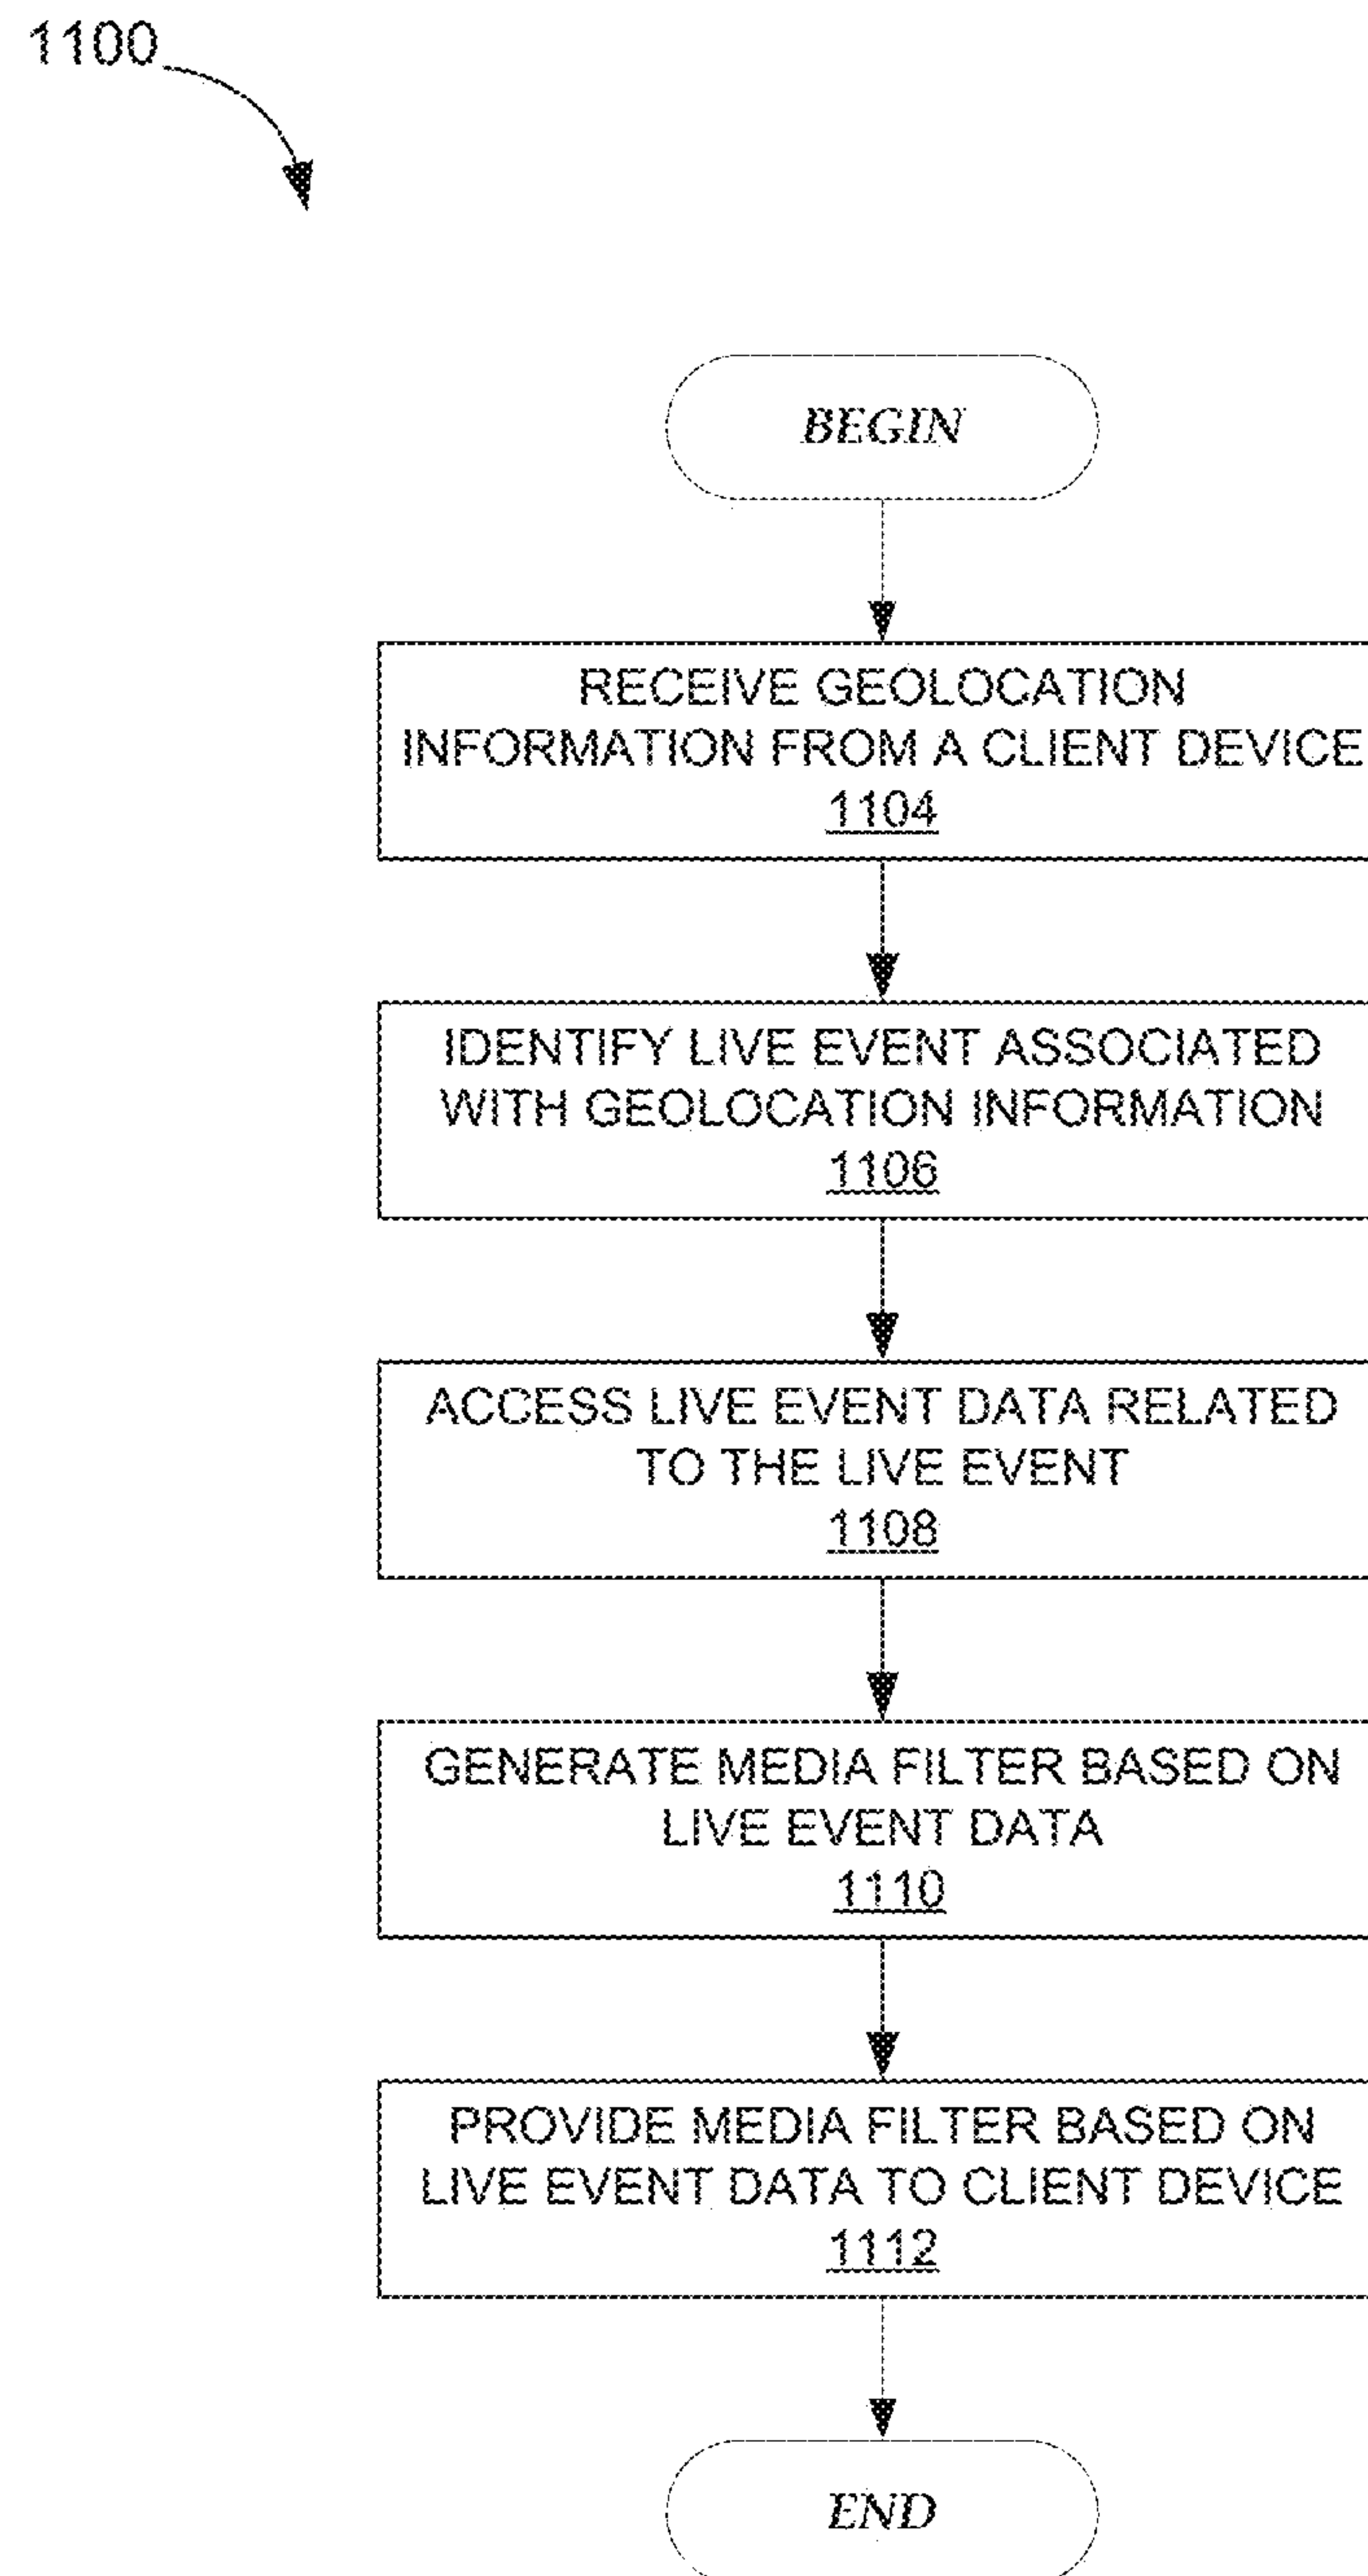 1100
BEGIN
RECEIVE GEOLOCATION
INFORMATION FROM A CLIENT DEVICE
1104
IDENTIFY LIVE EVENT ASSOCIATED
WITH GEOLOCATION INFORMATION
1106
ACCESS LIVE EVENT DATA RELATED
TO THE LIVE EVENT
1108
GENERATE MEDIA FILTER BASED ON
LIVE EVENT DATA
1110
PROVIDE MEDIA FILTER BASED ON
LIVE EVENT DATA TO CLIENT DEVICE
1112
END